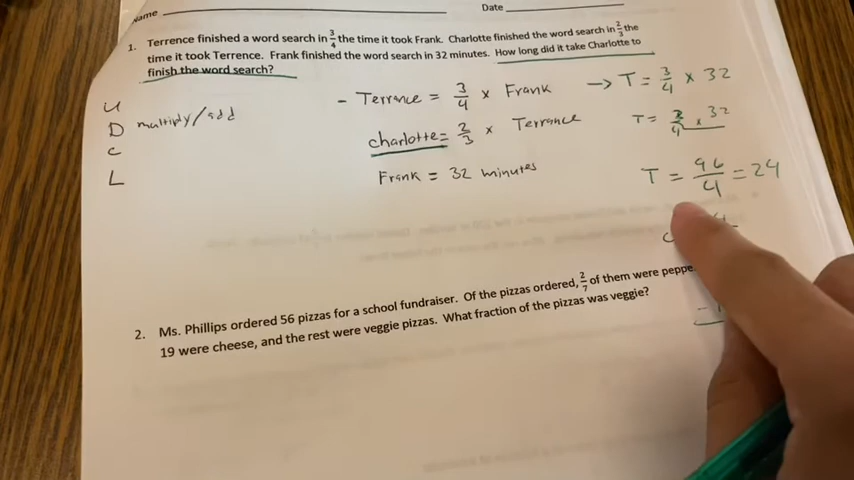 Name
Date
1. Terrence finished a word search in 3/4 the time it took Frank. Charlotte finished the word search in 2/3 the
time it took Terrence. Frank finished the word search in 32 minutes. How long did it take Charlotte to
finish the word search?
U
D multiply/add
C
L
- Terrance = 3/4 × Frank
charlotte = 2/3 × Terrance
Frank = 32 minutes
→ T = 3/4 × 32
T = 3/4 × 32
T = 96/4 = 24
2. Ms. Phillips ordered 56 pizzas for a school fundraiser. Of the pizzas ordered, 2/7 of them were
19 were cheese, and the rest were veggie pizzas. What fraction of the pizzas was veggie?